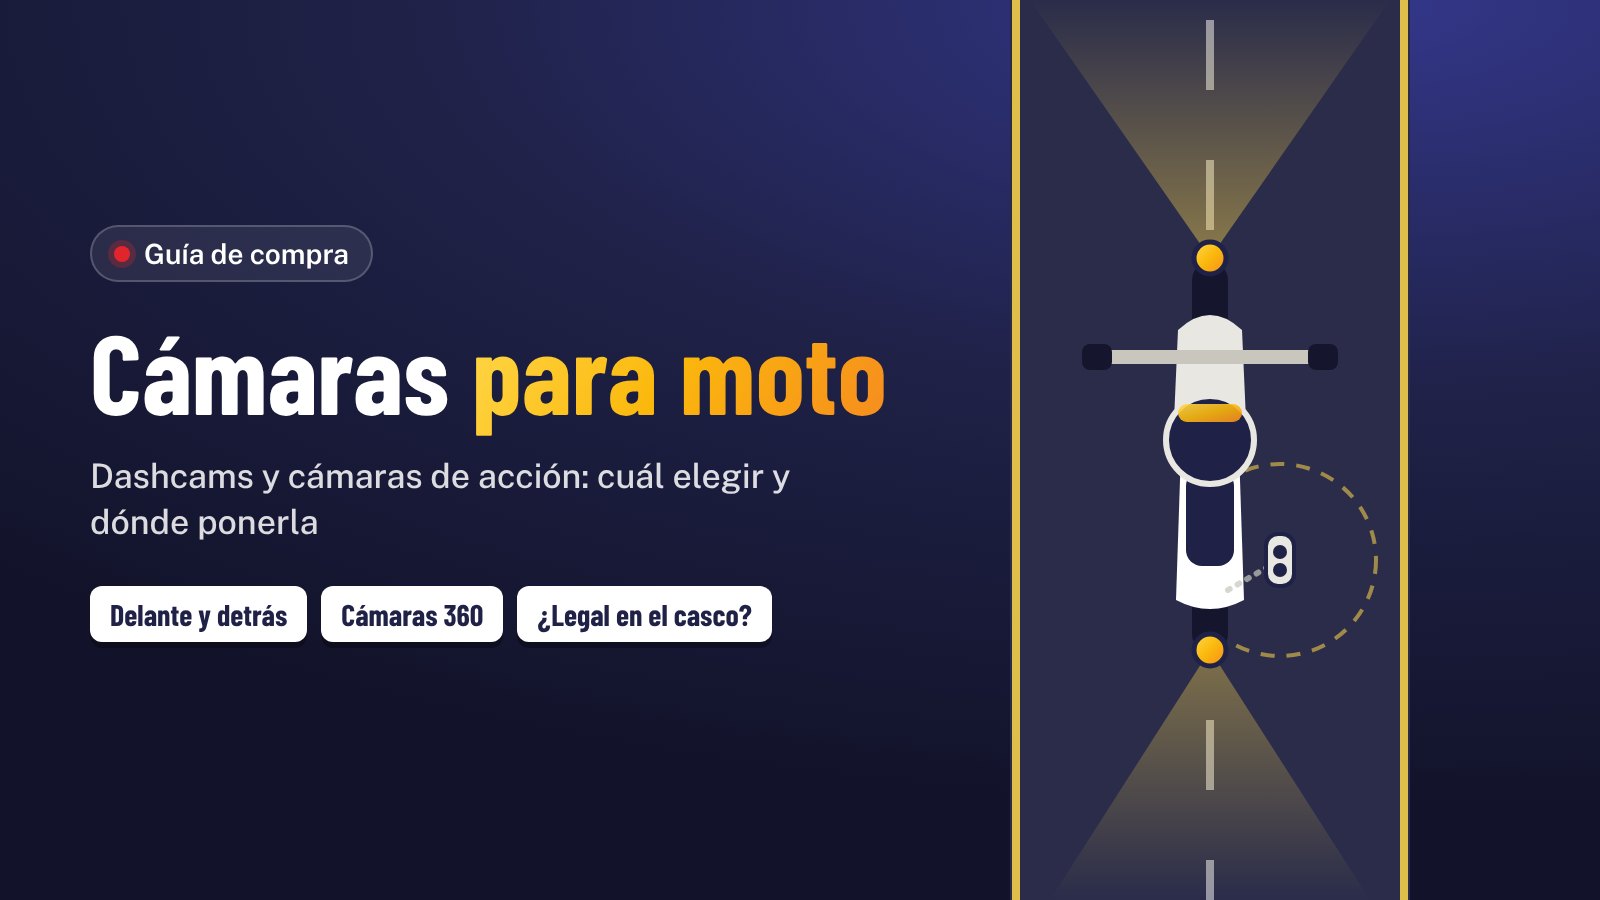 Guía de compra
Cámaras para moto
Dashcams y cámaras de acción: cuál elegir y
dónde ponerla
Delante y detrás
Cámaras 360
¿Legal en el casco?